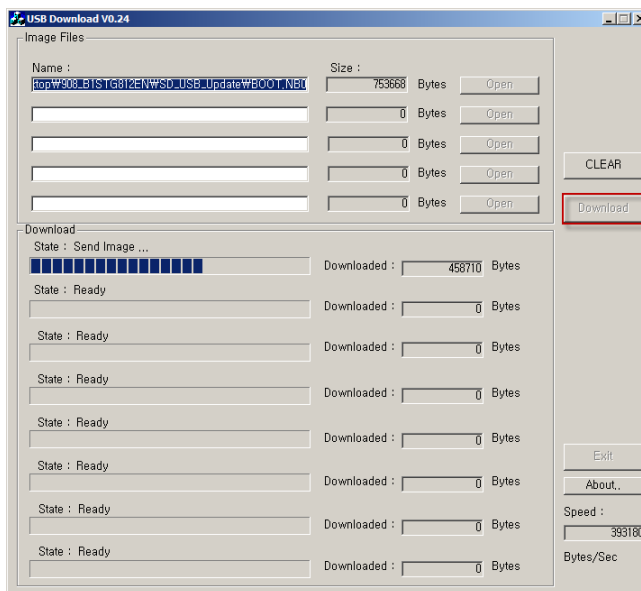 USB Download V0.24
Image Files
Name :
Size :
top₩908_B1STG812EN₩SD_USB_Update₩BOOT,NB0
753668 Bytes Open
0 Bytes Open
0 Bytes Open
0 Bytes Open
0 Bytes Open
CLEAR
Download
Download
State : Send Image ...
Downloaded : 458710 Bytes
State : Ready
Downloaded : 0 Bytes
State : Ready
Downloaded : 0 Bytes
State : Ready
Downloaded : 0 Bytes
State : Ready
Downloaded : 0 Bytes
State : Ready
Downloaded : 0 Bytes
State : Ready
Downloaded : 0 Bytes
State : Ready
Downloaded : 0 Bytes
Exit
About,,
Speed :
393180
Bytes/Sec